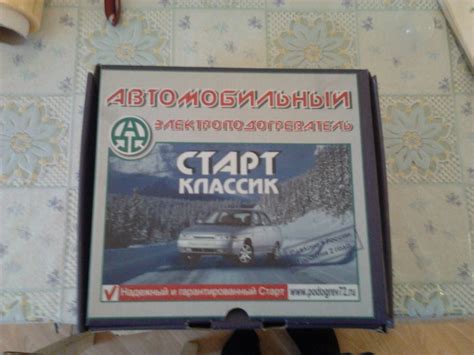 АВТОМОБИЛЬНЫЙ
ЭЛЕКТРОПОДОГРЕВАТЕЛЬ
СТАРТ
КЛАССИК
Надежный и гарантированный Старт
www.podogrev72.ru